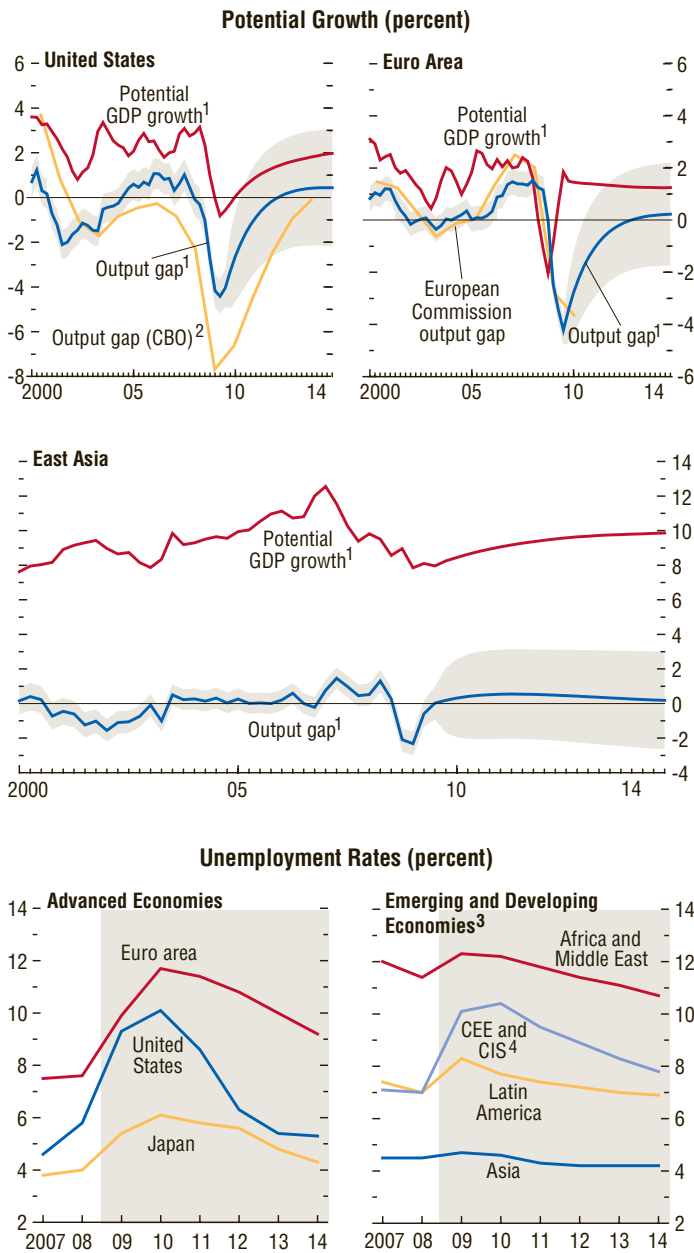 Potential Growth (percent)
United States
6
4
2
0
-2
-4
-6
-8
Potential
GDP growth1
Output gap1
Output gap (CBO)2
2000 05 10 14
Euro Area
6
4
2
0
-2
-4
-6
Potential
GDP growth1
European
Commission
output gap
Output gap1
2000 05 10 14
East Asia
14
12
10
8
6
4
2
0
-2
-4
Potential
GDP growth1
Output gap1
2000 05 10 14
Unemployment Rates (percent)
Advanced Economies
14
12
10
8
6
4
2
Euro area
United
States
Japan
2007 08 09 10 11 12 13 14
Emerging and Developing
Economies3
14
12
10
8
6
4
2
Africa and
Middle East
CEE and
CIS4
Latin
America
Asia
2007 08 09 10 11 12 13 14